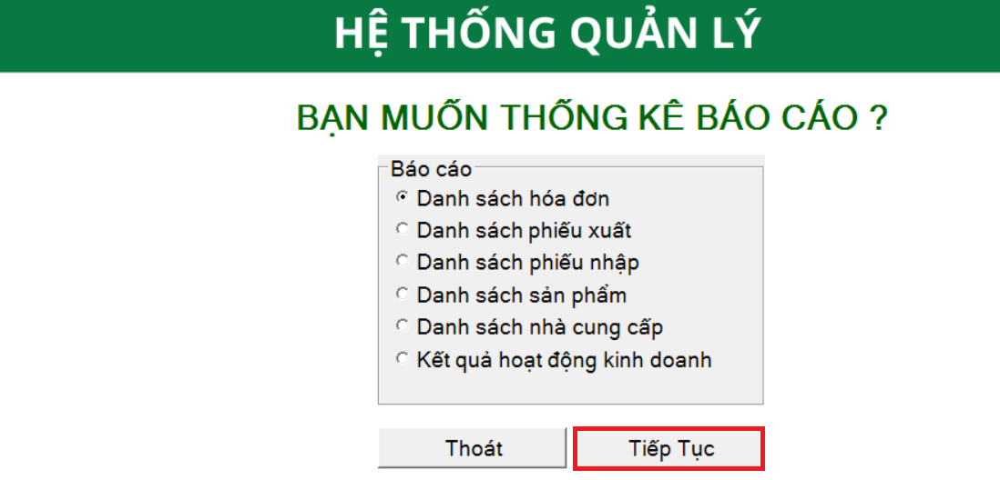 HỆ THỐNG QUẢN LÝ
BẠN MUỐN THỐNG KÊ BÁO CÁO ?
Báo cáo
Danh sách hóa đơn
Danh sách phiếu xuất
Danh sách phiếu nhập
Danh sách sản phẩm
Danh sách nhà cung cấp
Kết quả hoạt động kinh doanh
Thoát
Tiếp Tục